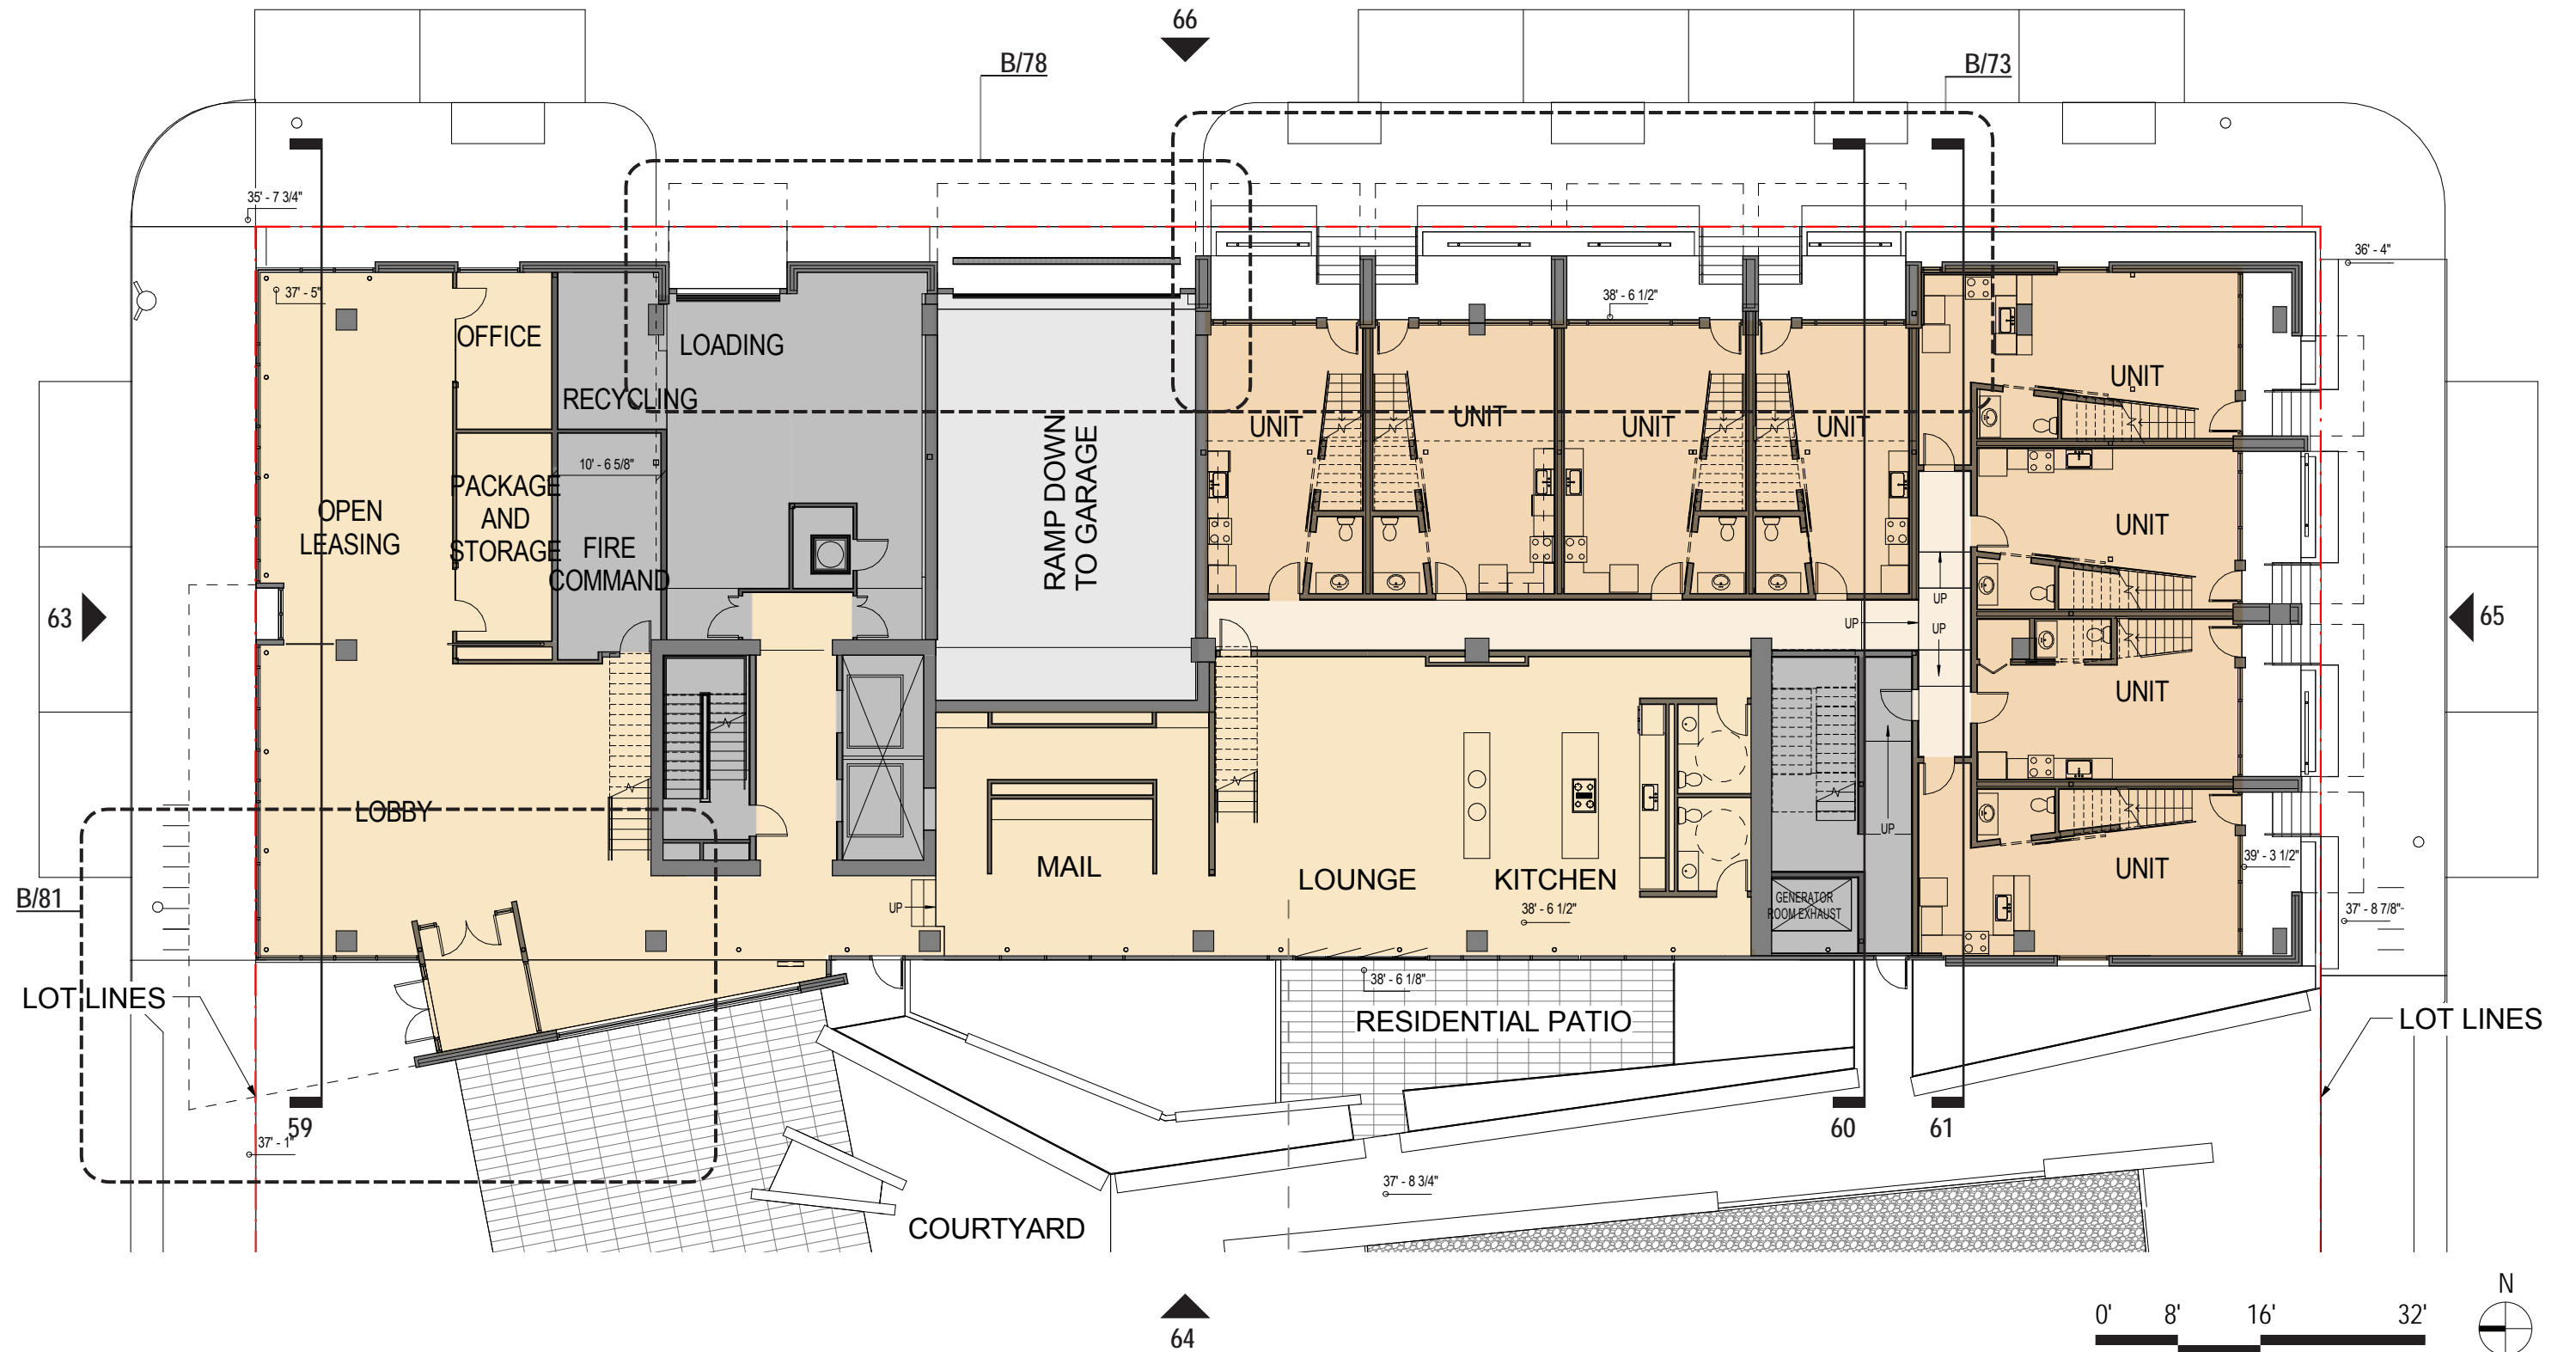 66
B/78
B/73
35' - 7 3/4"
36' - 4"
37' - 5"
38' - 6 1/2"
OFFICE
LOADING
RECYCLING
UNIT
UNIT
UNIT
UNIT
UNIT
RAMP DOWN
TO GARAGE
10' - 6 5/8"
PACKAGE
AND
STORAGE
OPEN
LEASING
FIRE
COMMAND
UNIT
63
65
UP
UP
UP
UNIT
LOBBY
UP
MAIL
LOUNGE
KITCHEN
UNIT
39' - 3 1/2"
B/81
UP
38' - 6 1/2"
GENERATOR
ROOM EXHAUST
37' - 8 7/8"
LOT LINES
38' - 6 1/8"
RESIDENTIAL PATIO
LOT LINES
59
60
61
37' - 1"
37' - 8 3/4"
COURTYARD
64
N
0'
8'
16'
32'